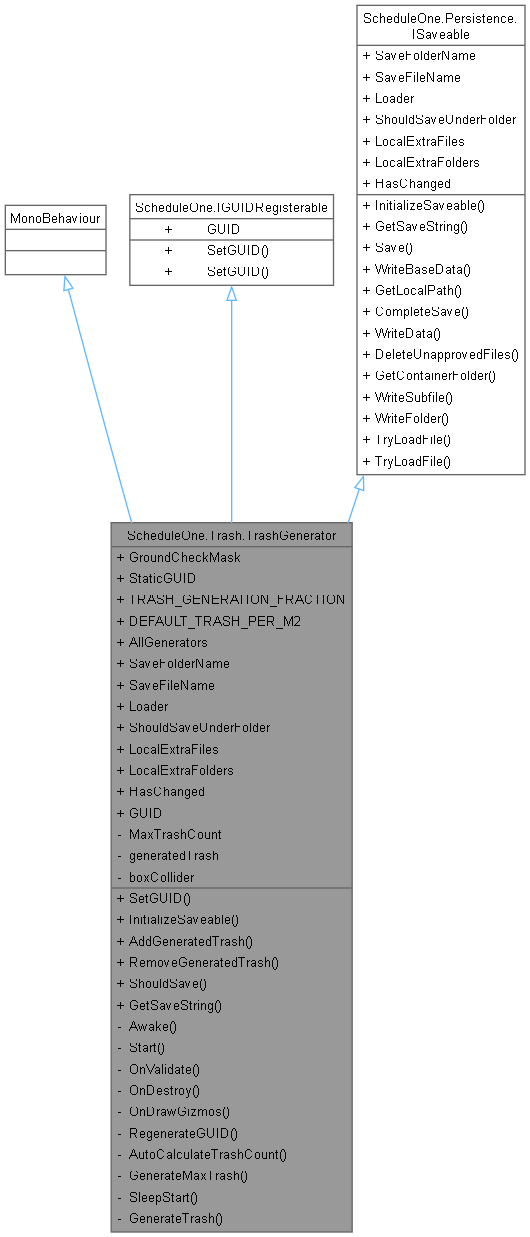 ScheduleOne.Persistence.
ISaveable
+ SaveFolderName
+ SaveFileName
+ Loader
+ ShouldSaveUnderFolder
+ LocalExtraFiles
+ LocalExtraFolders
+ HasChanged
+ InitializeSaveable()
+ GetSaveString()
+ Save()
+ WriteBaseData()
+ GetLocalPath()
+ CompleteSave()
+ WriteData()
+ DeleteUnapprovedFiles()
+ GetContainerFolder()
+ WriteSubfile()
+ WriteFolder()
+ TryLoadFile()
+ TryLoadFile()
MonoBehaviour
ScheduleOne.IGUIDRegisterable
+ GUID
+ SetGUID()
+ SetGUID()
ScheduleOne.Trash.TrashGenerator
+ GroundCheckMask
+ StaticGUID
+ TRASH_GENERATION_FRACTION
+ DEFAULT_TRASH_PER_M2
+ AllGenerators
+ SaveFolderName
+ SaveFileName
+ Loader
+ ShouldSaveUnderFolder
+ LocalExtraFiles
+ LocalExtraFolders
+ HasChanged
+ GUID
- MaxTrashCount
- generatedTrash
- boxCollider
+ SetGUID()
+ InitializeSaveable()
+ AddGeneratedTrash()
+ RemoveGeneratedTrash()
+ ShouldSave()
+ GetSaveString()
- Awake()
- Start()
- OnValidate()
- OnDestroy()
- OnDrawGizmos()
- RegenerateGUID()
- AutoCalculateTrashCount()
- GenerateMaxTrash()
- SleepStart()
- GenerateTrash()